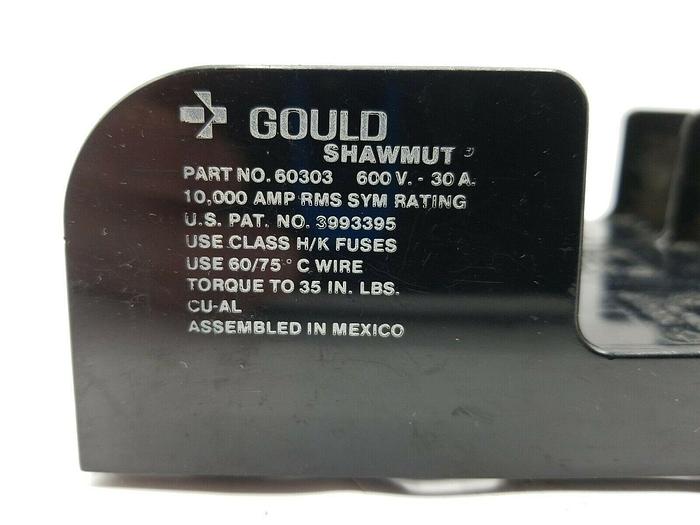 GOULD
SHAWMUT
PART NO. 60303 600 V. - 30 A.
10,000 AMP RMS SYM RATING
U.S. PAT. NO. 3993395
USE CLASS H/K FUSES
USE 60/75 °C WIRE
TORQUE TO 35 IN. LBS.
CU-AL
ASSEMBLED IN MEXICO